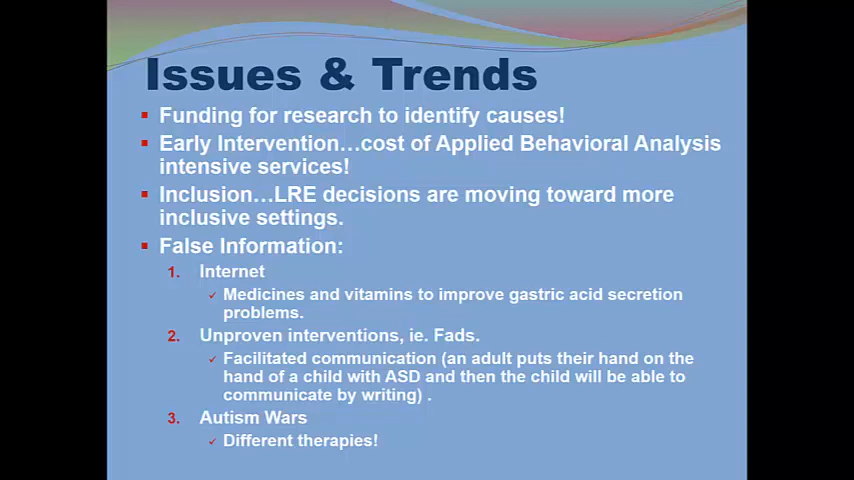 Issues & Trends
Funding for research to identify causes!
Early Intervention…cost of Applied Behavioral Analysis
intensive services!
Inclusion…LRE decisions are moving toward more
inclusive settings.
False Information:
1. Internet
Medicines and vitamins to improve gastric acid secretion
problems.
2. Unproven interventions, ie. Fads.
Facilitated communication (an adult puts their hand on the
hand of a child with ASD and then the child will be able to
communicate by writing) .
3. Autism Wars
Different therapies!